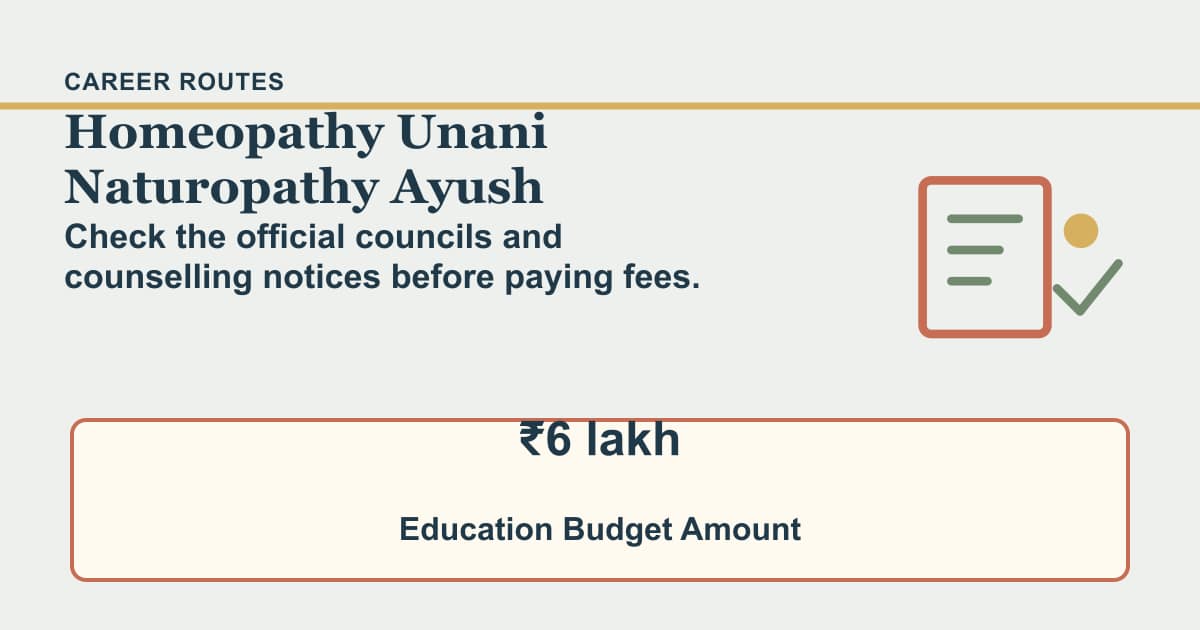 CAREER ROUTES
Homeopathy Unani
Naturopathy Ayush
Check the official councils and
counselling notices before paying fees.
₹6 lakh
Education Budget Amount